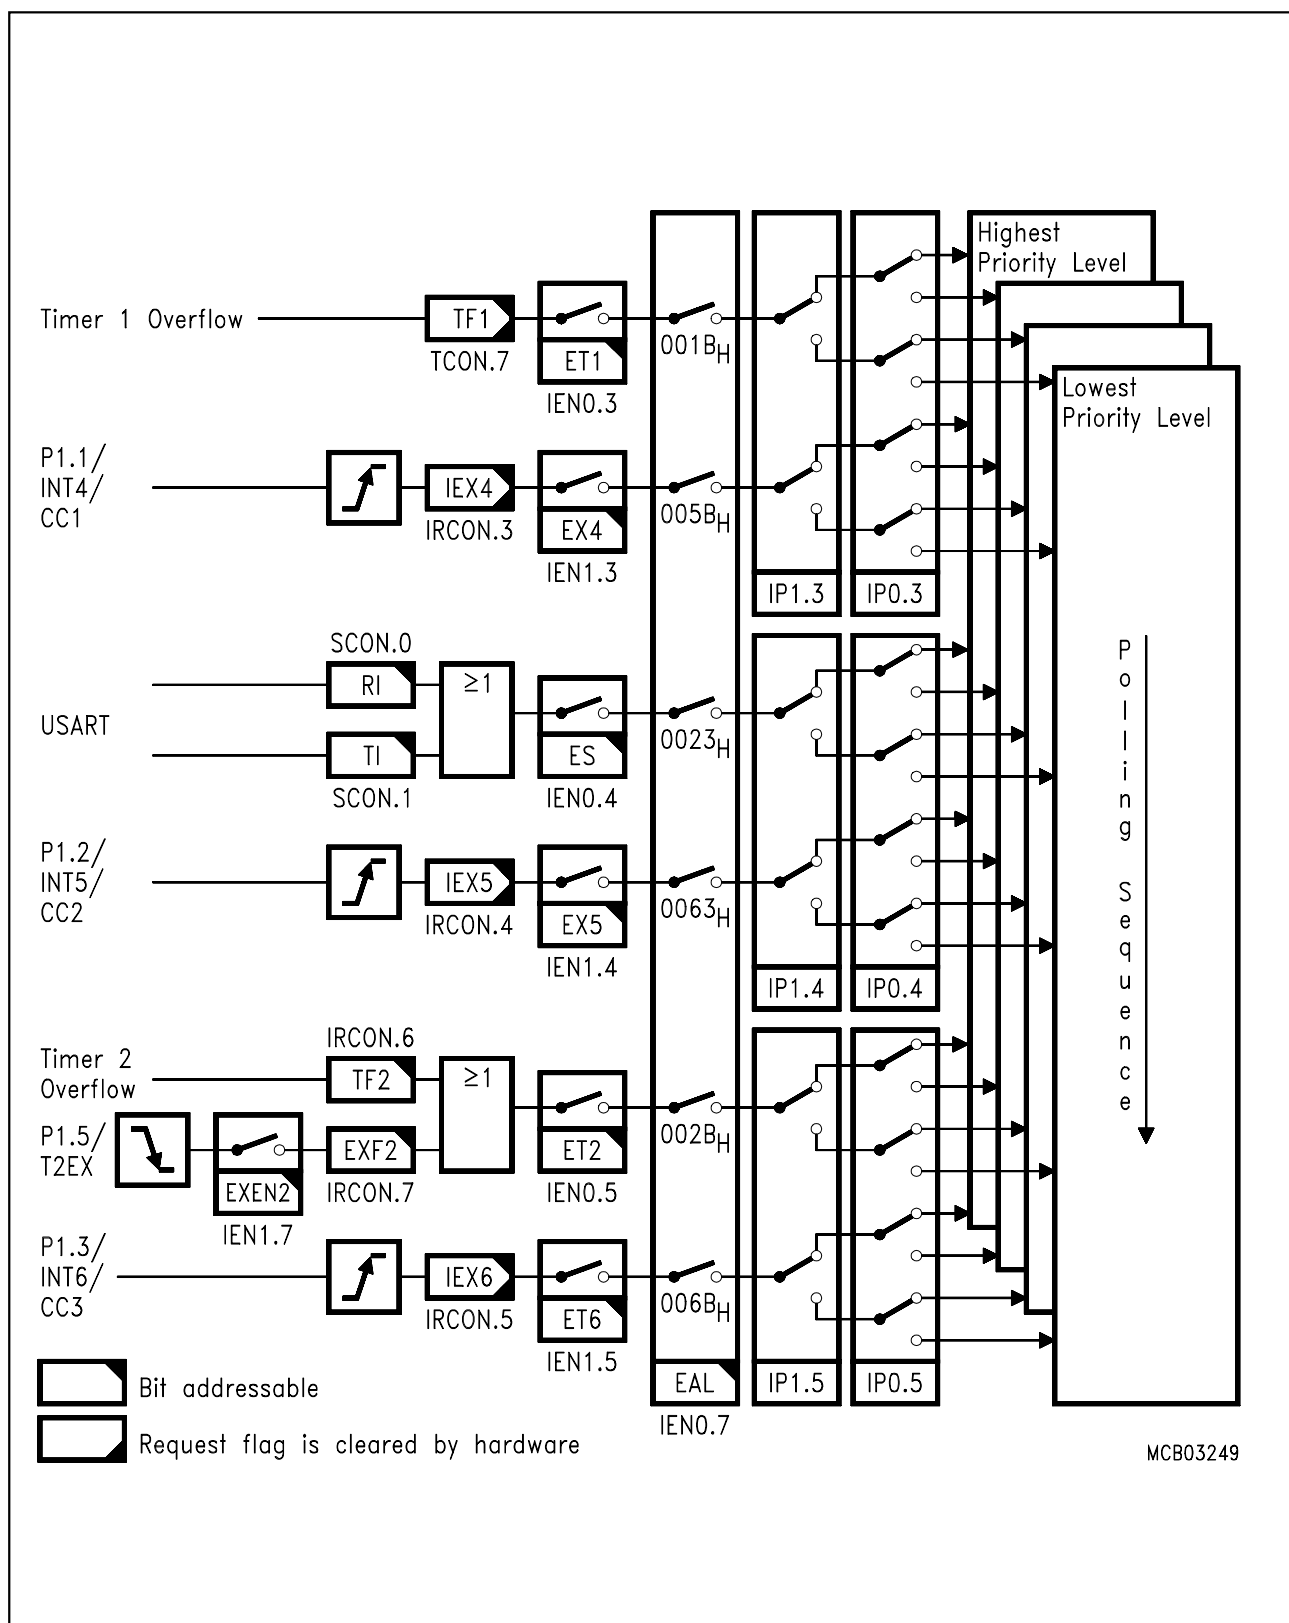 Highest
Priority Level
Timer 1 Overflow
TF1
TCON.7
ET1
IEN0.3
001BH
Lowest
Priority Level
P1.1/
INT4/
CC1
IEX4
IRCON.3
EX4
IEN1.3
005BH
IP1.3
IP0.3
SCON.0
RI
USART
TI
SCON.1
≥1
ES
IEN0.4
0023H
P1.2/
INT5/
CC2
IEX5
IRCON.4
EX5
IEN1.4
0063H
IP1.4
IP0.4
Polling Sequence
Timer 2
Overflow
IRCON.6
TF2
≥1
P1.5/
T2EX
EXEN2
IEN1.7
EXF2
IRCON.7
ET2
IEN0.5
002BH
P1.3/
INT6/
CC3
IEX6
IRCON.5
ET6
IEN1.5
006BH
EAL
IEN0.7
IP1.5
IP0.5
Bit addressable
Request flag is cleared by hardware
MCB03249